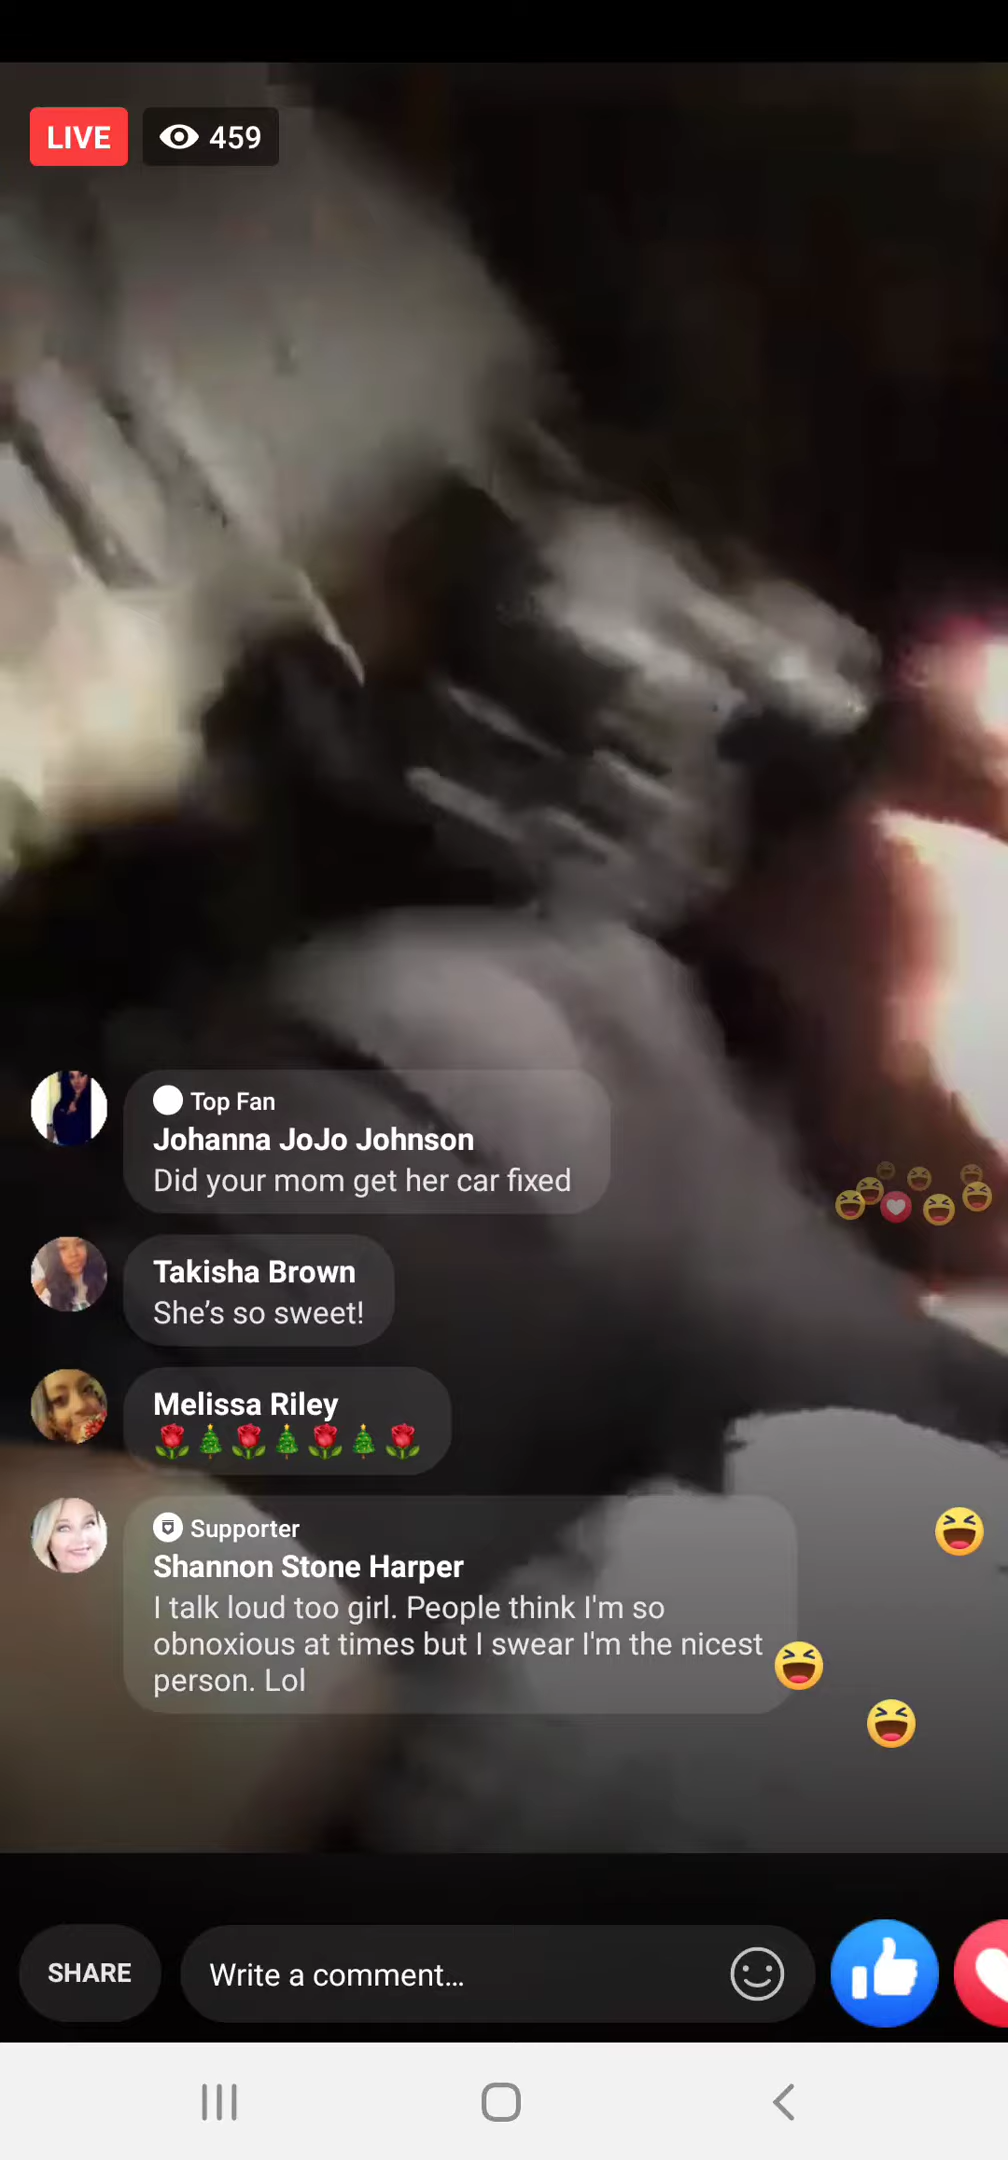 LIVE 459
Top Fan
Johanna JoJo Johnson
Did your mom get her car fixed
Takisha Brown
She’s so sweet!
Melissa Riley
🌹🎄🌹🎄🌹🎄🌹
Supporter
Shannon Stone Harper
I talk loud too girl. People think I'm so
obnoxious at times but I swear I'm the nicest
person. Lol
SHARE Write a comment...